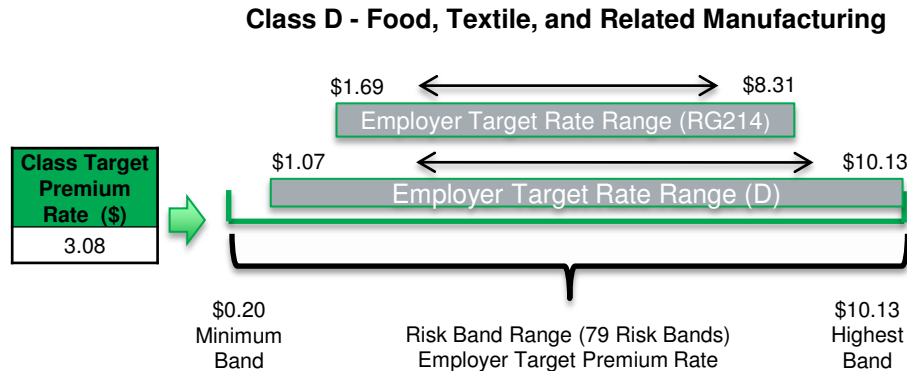 Class D - Food, Textile, and Related Manufacturing
$1.69
$8.31
Employer Target Rate Range (RG214)
$1.07
$10.13
Employer Target Rate Range (D)
Class Target
Premium
Rate ($)
3.08
$0.20
Minimum
Band
Risk Band Range (79 Risk Bands)
Employer Target Premium Rate
$10.13
Highest
Band